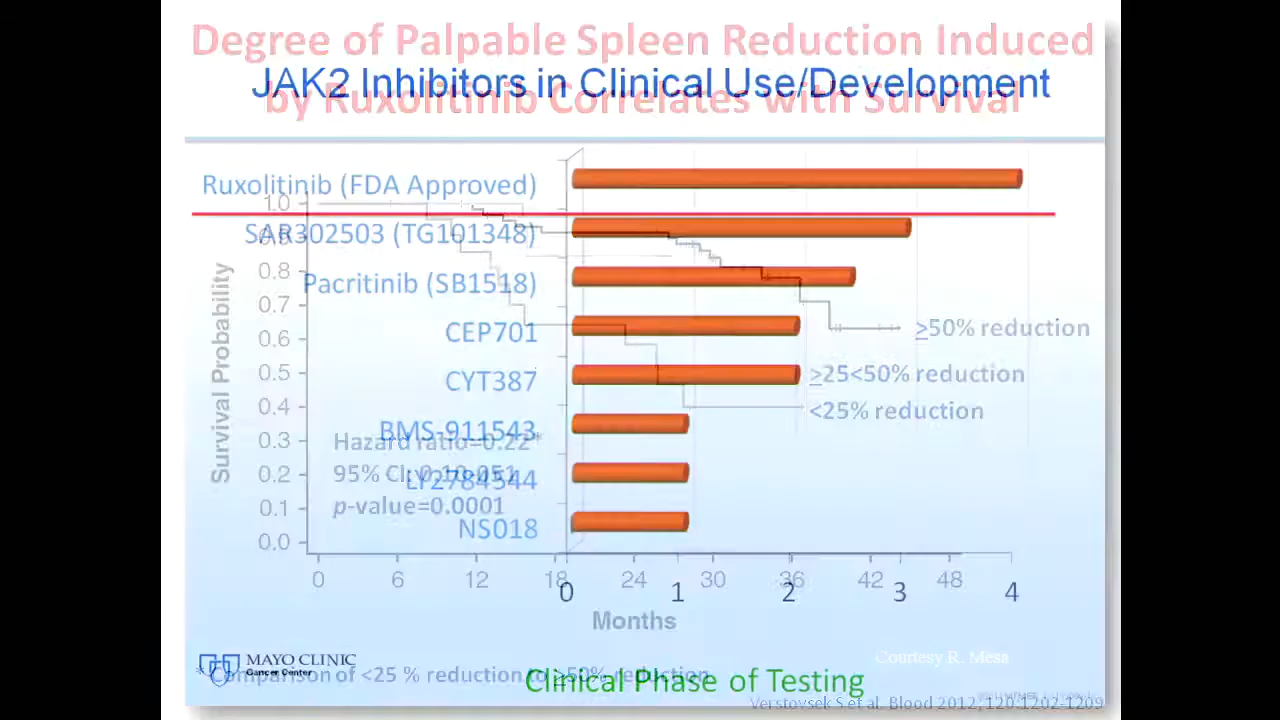 Degree of Palpable Spleen Reduction Induced
by Ruxolitinib Correlates with Survival
JAK2 Inhibitors in Clinical Use/Development
Ruxolitinib (FDA Approved)
SAR302503 (TG101348)
Pacritinib (SB1518)
CEP701
CYT387
BMS-911543
LY2784544
NS018
0 1 2 3 4
Clinical Phase of Testing
Survival Probability
1.0
0.9
0.8
0.7
0.6
0.5
0.4
0.3
0.2
0.1
0.0
0 6 12 18 24 30 36 42 48
Months
≥50% reduction
≥25<50% reduction
<25% reduction
Hazard ratio=0.22*
95% CI: 0.10-051
p-value=0.0001
MAYO CLINIC
Cancer Center
Courtesy R. Mesa
* Comparison of <25 % reduction to ≥50% reduction
Verstovsek S et al. Blood 2012; 120:1202-1209